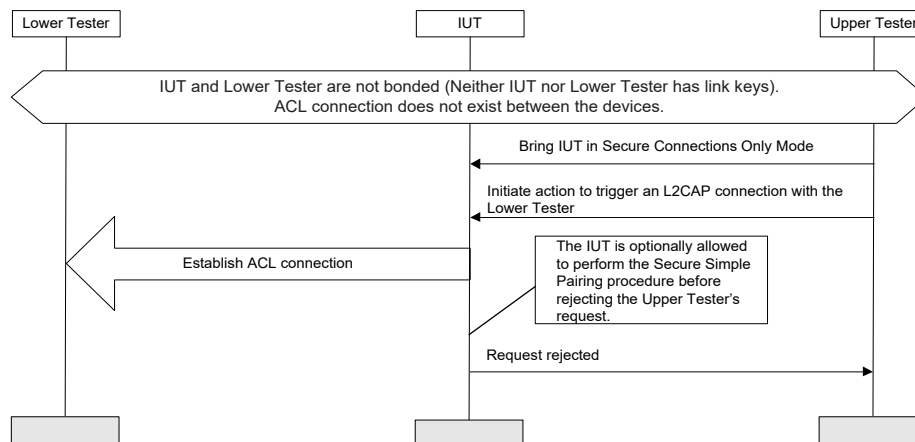 Lower Tester
IUT
Upper Tester
IUT and Lower Tester are not bonded (Neither IUT nor Lower Tester has link keys).
ACL connection does not exist between the devices.
Bring IUT in Secure Connections Only Mode
Initiate action to trigger an L2CAP connection with the
Lower Tester
Establish ACL connection
The IUT is optionally allowed
to perform the Secure Simple
Pairing procedure before
rejecting the Upper Tester’s
request.
Request rejected